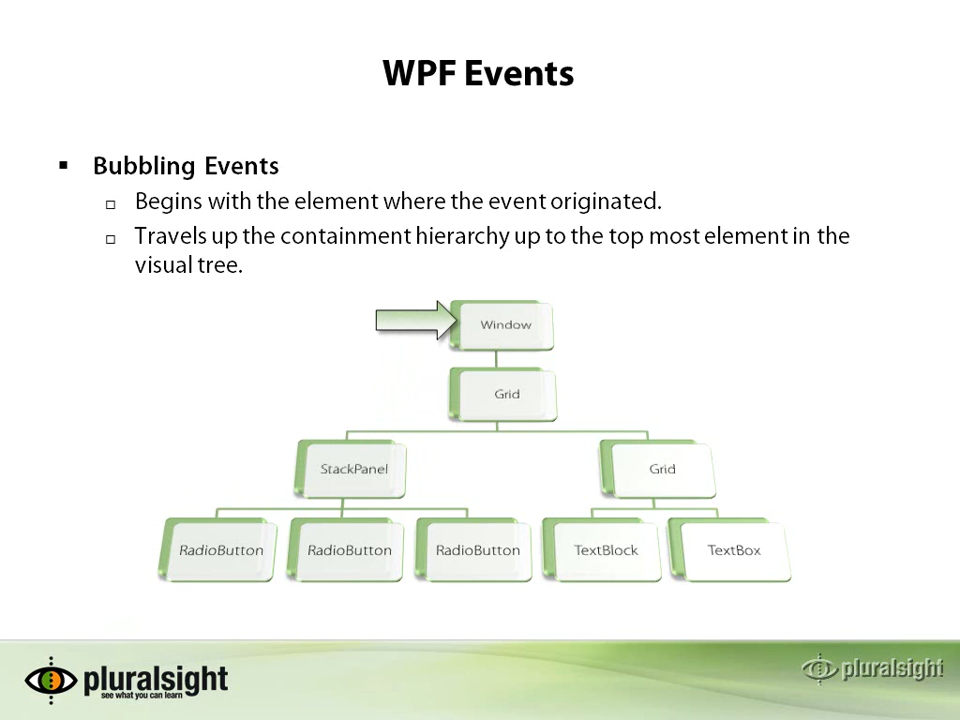 WPF Events
Bubbling Events
Begins with the element where the event originated.
Travels up the containment hierarchy up to the top most element in the
visual tree.
Window
Grid
StackPanel
Grid
RadioButton
RadioButton
RadioButton
TextBlock
TextBox
pluralsight
see what you can learn
pluralsight